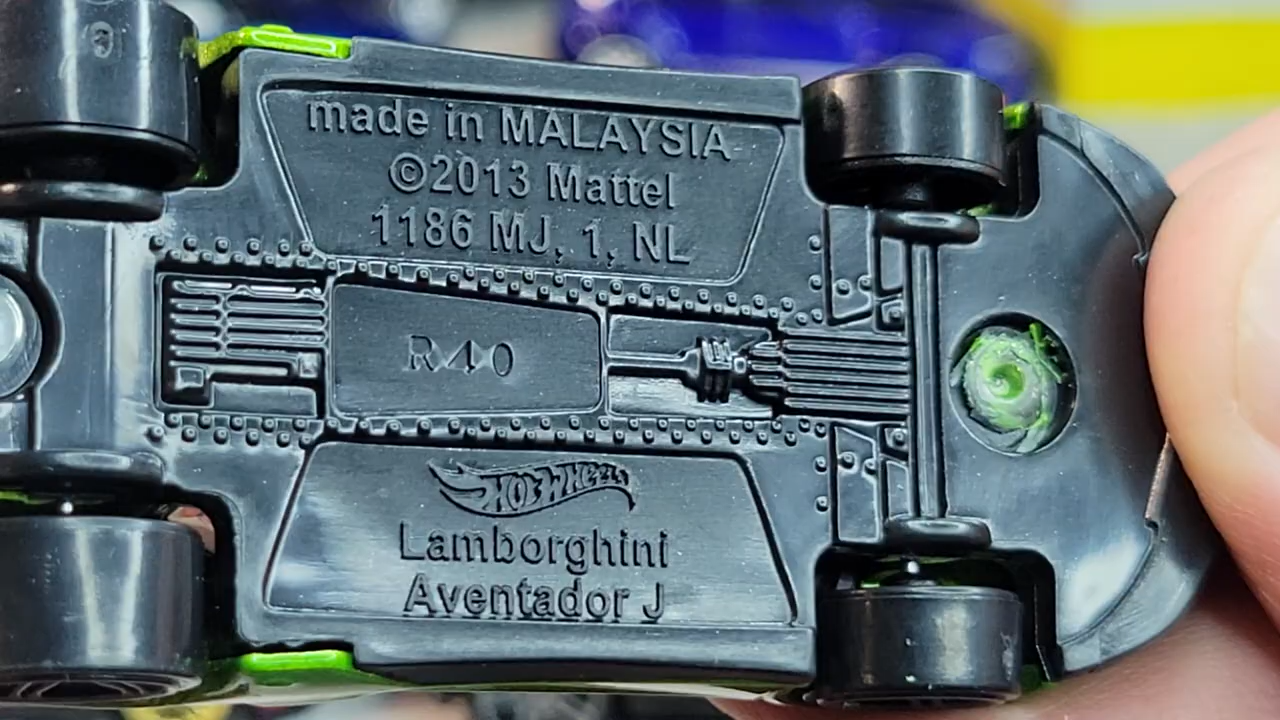 made in MALAYSIA
©2013 Mattel
1186 MJ, 1, NL
R40
Hot Wheels
Lamborghini
Aventador J